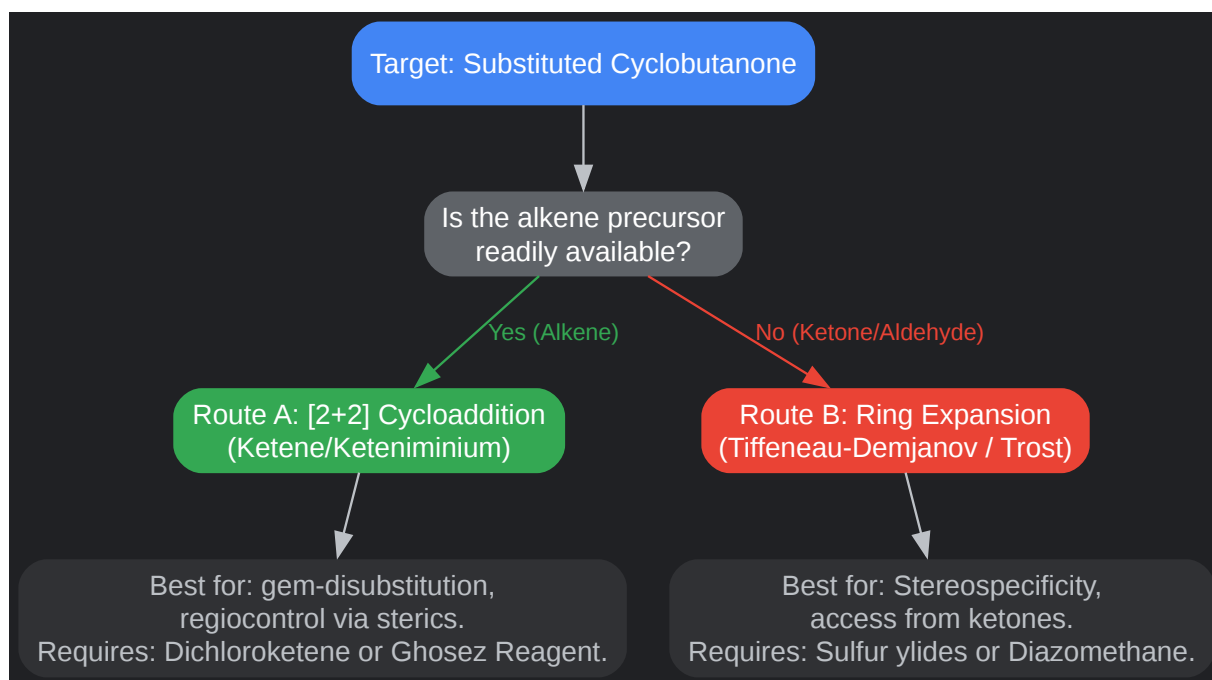 Target: Substituted Cyclobutanone
Is the alkene precursor
readily available?
Yes (Alkene)
No (Ketone/Aldehyde)
Route A: [2+2] Cycloaddition
(Ketene/Keteniminium)
Route B: Ring Expansion
(Tiffeneau-Demjanov / Trost)
Best for: gem-disubstitution,
regiocontrol via sterics.
Requires: Dichloroketene or Ghosez Reagent.
Best for: Stereospecificity,
access from ketones.
Requires: Sulfur ylides or Diazomethane.